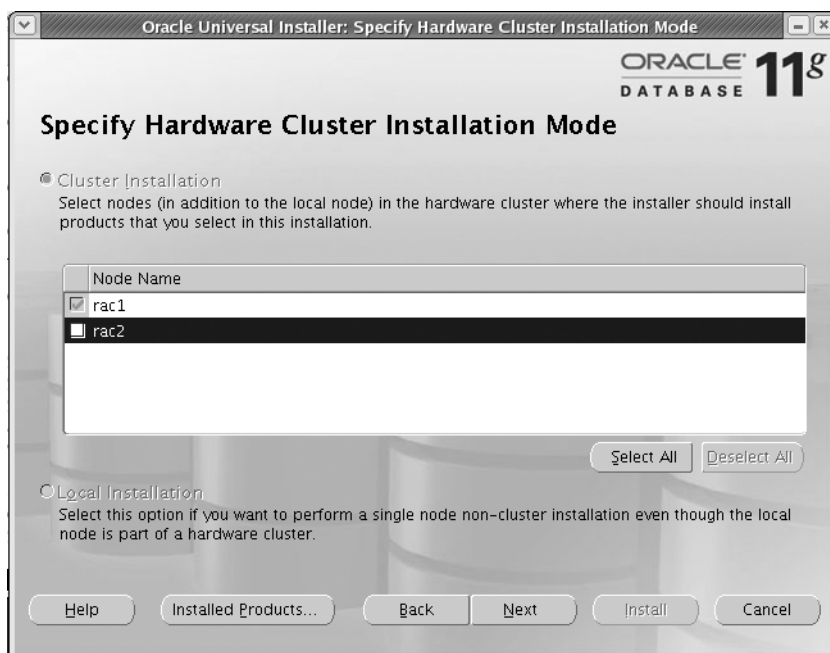 Oracle Universal Installer: Specify Hardware Cluster Installation Mode
ORACLE
DATABASE 11g
Specify Hardware Cluster Installation Mode
Cluster Installation
Select nodes (in addition to the local node) in the hardware cluster where the installer should install
products that you select in this installation.
Node Name
rac1
rac2
Select All Deselect All
Local Installation
Select this option if you want to perform a single node non-cluster installation even though the local
node is part of a hardware cluster.
Help Installed Products... Back Next Install Cancel